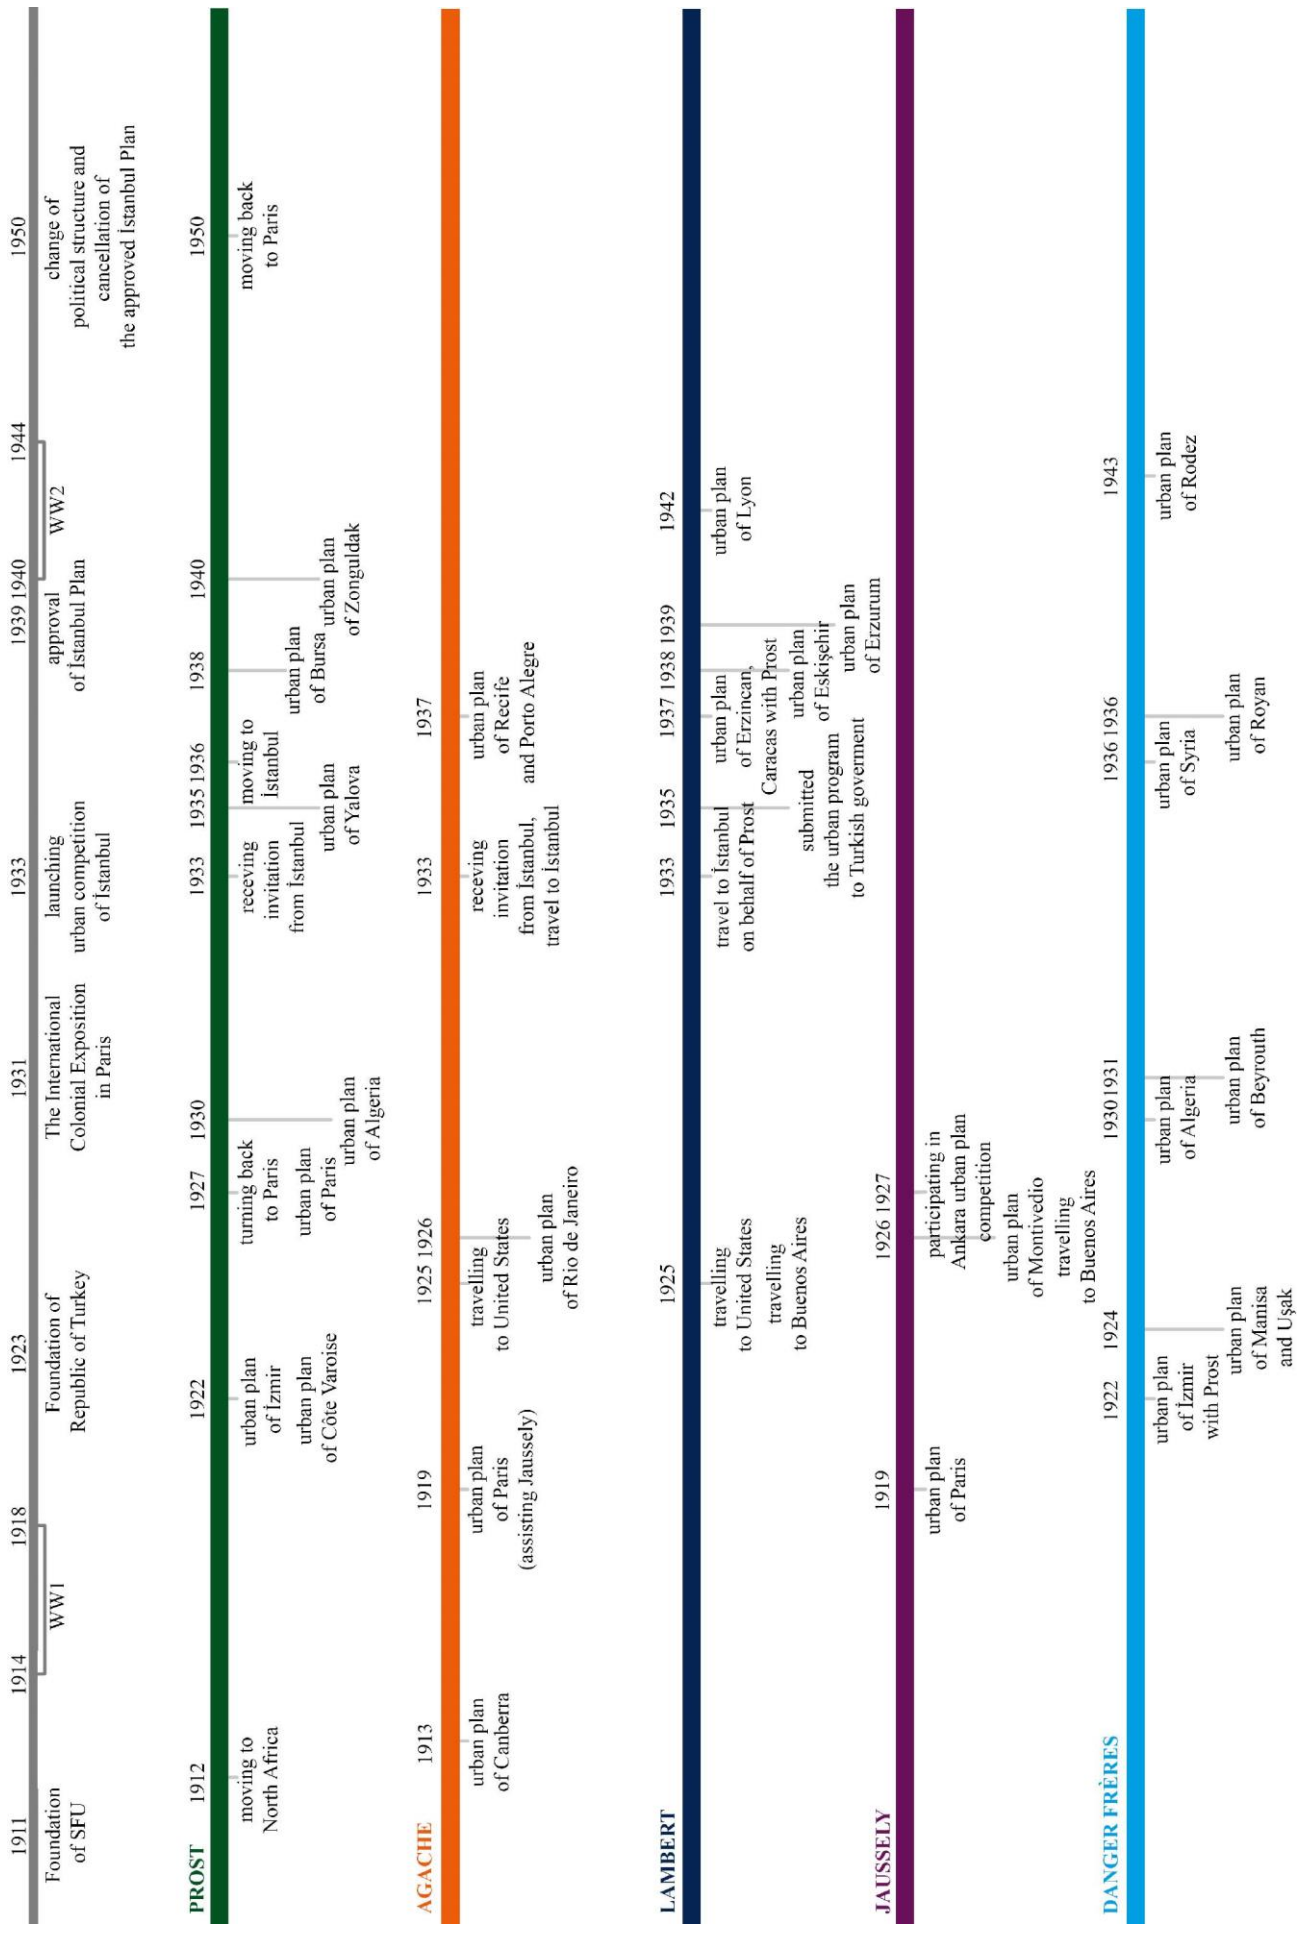 1911
Foundation
of SFU
1914
WW1
1918
1923
Foundation of
Republic of Turkey
1931
The International
Colonial Exposition
in Paris
1933
launching
urban competition
of İstanbul
1939
approval
of İstanbul Plan
1940
WW2
1944
1950
change of
political structure and
cancellation of
the approved İstanbul Plan
PROST
1912
moving to
North Africa
1922
urban plan
of İzmir
urban plan
of Côte Varoise
1927
turning back
to Paris
urban plan
of Paris
1930
urban plan
of Algeria
1933
receving
invitation
from İstanbul
1935
urban plan
of Yalova
1936
moving to
İstanbul
1938
urban plan
of Bursa
1940
urban plan
of Zonguldak
1950
moving back
to Paris
AGACHE
1913
urban plan
of Canberra
1919
urban plan
of Paris
(assisting Jaussely)
1925
travelling
to United States
1926
urban plan
of Rio de Janeiro
1933
receving
invitation
from İstanbul,
travel to İstanbul
1937
urban plan
of Recife
and Porto Alegre
LAMBERT
1925
travelling
to United States
travelling
to Buenos Aires
1933
travel to İstanbul
on behalf of Prost
1935
submitted
the urban program
to Turkish goverment
1937
urban plan
of Erzincan,
Caracas with Prost
1938
urban plan
of Eskişehir
1939
urban plan
of Erzurum
1942
urban plan
of Lyon
JAUSSELY
1919
urban plan
of Paris
1926
urban plan
of Montivedio
travelling
to Buenos Aires
1927
participating in
Ankara urban plan
competition
DANGER FRÈRES
1922
urban plan
of İzmir
with Prost
1924
urban plan
of Manisa
and Uşak
1930
urban plan
of Algeria
1931
urban plan
of Beyrouth
1936
urban plan
of Syria
1936
urban plan
of Royan
1943
urban plan
of Rodez